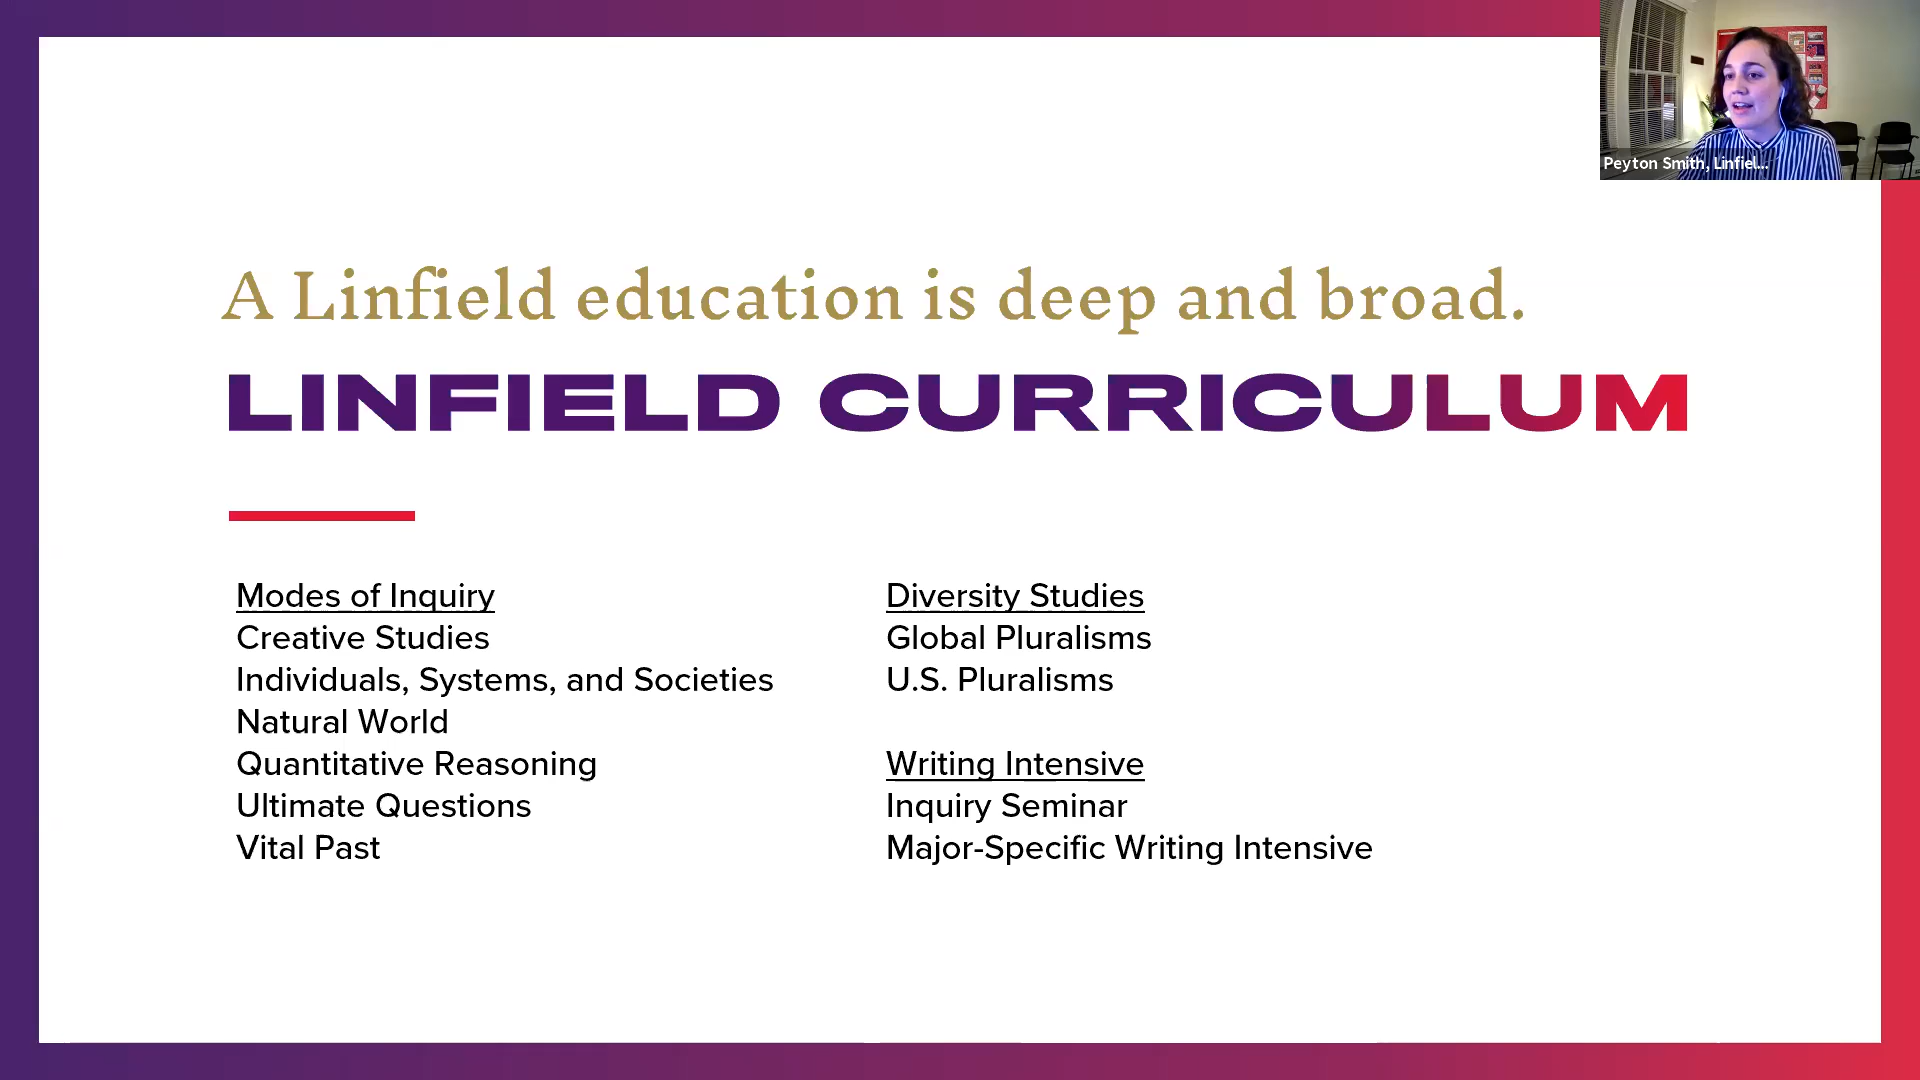 Peyton Smith, Linfiel...
A Linfield education is deep and broad.
LINFIELD CURRICULUM
Modes of Inquiry
Creative Studies
Individuals, Systems, and Societies
Natural World
Quantitative Reasoning
Ultimate Questions
Vital Past
Diversity Studies
Global Pluralisms
U.S. Pluralisms
Writing Intensive
Inquiry Seminar
Major-Specific Writing Intensive